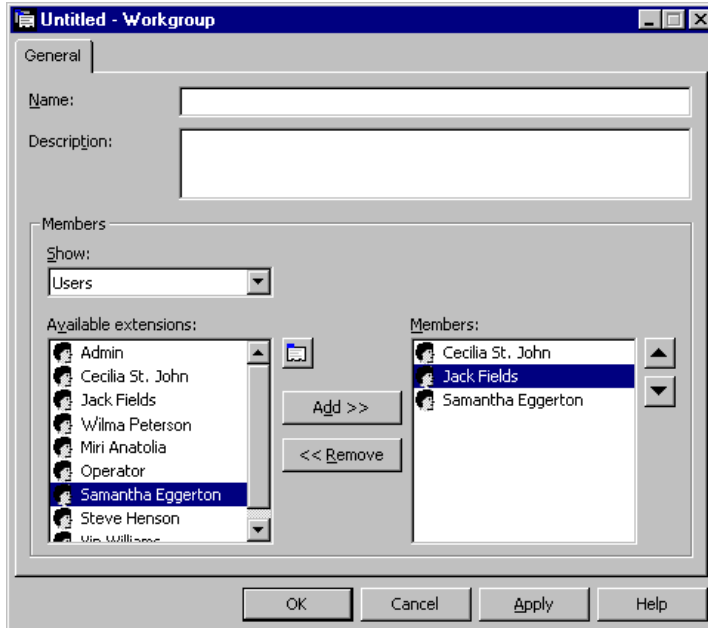 Untitled - Workgroup
General
Name:
Description:
Members
Show:
Users
Available extensions:
Admin
Cecilia St. John
Jack Fields
Wilma Peterson
Miri Anatolia
Operator
Samantha Eggerton
Steve Henson
Add >>
<< Remove
Members:
Cecilia St. John
Jack Fields
Samantha Eggerton
OK
Cancel
Apply
Help